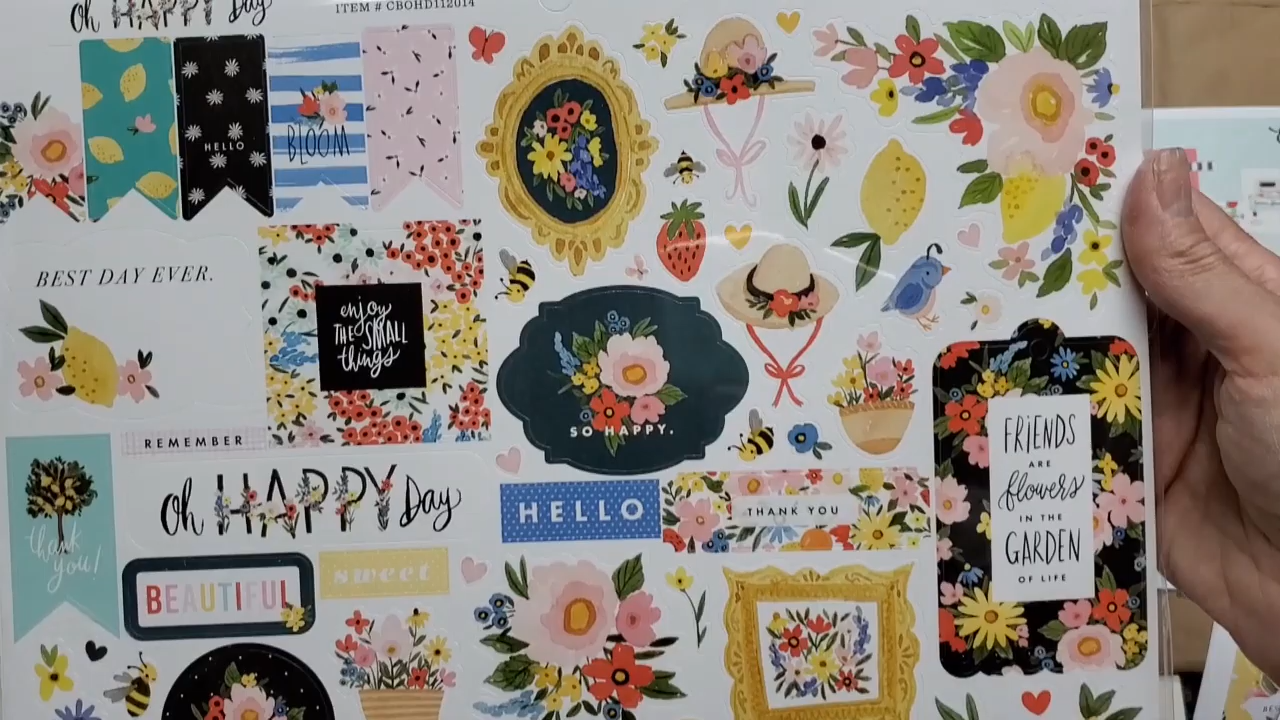 Oh HAPPY Day
ITEM # CBOHD112014
HELLO
BLOOM
BEST DAY EVER.
enjoy
THE SMALL
things
SO HAPPY.
REMEMBER
Oh HAPPY Day
HELLO
THANK YOU
thank
you!
BEAUTIFUL
sweet
FRIENDS
ARE
flowers
IN THE
GARDEN
OF LIFE